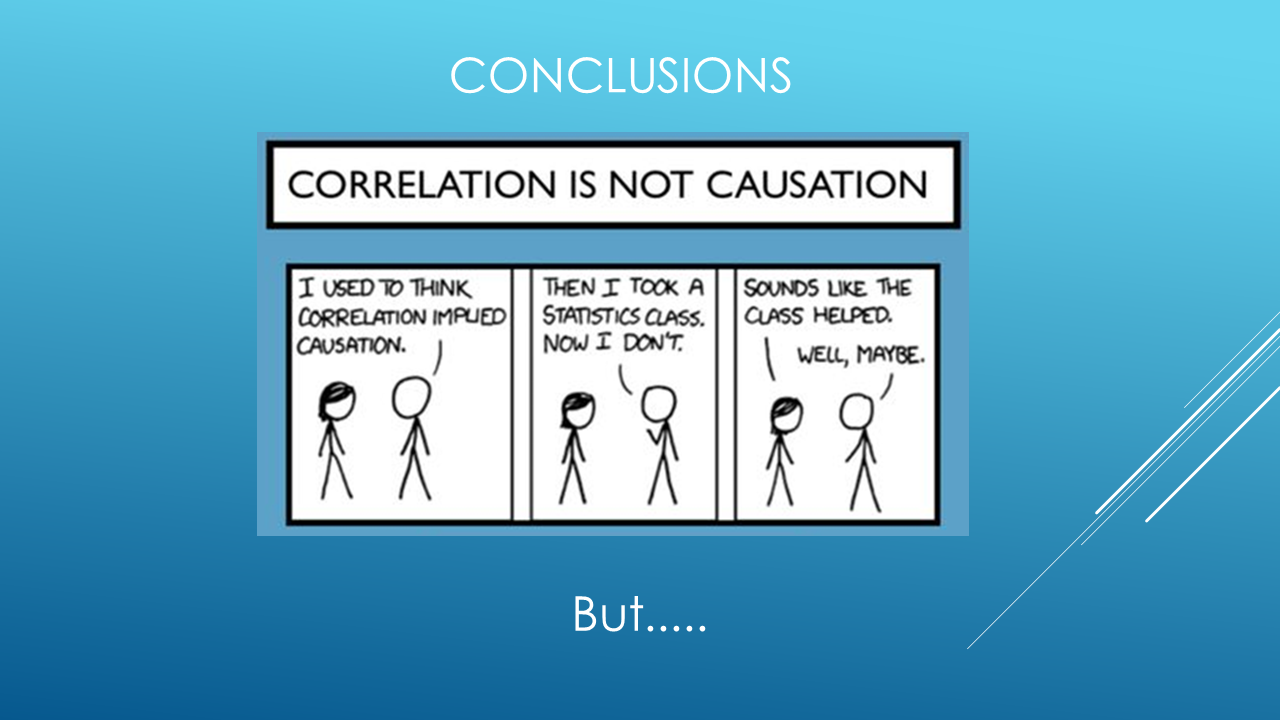 CONCLUSIONS
CORRELATION IS NOT CAUSATION
I USED TO THINK
CORRELATION IMPLIED
CAUSATION.
THEN I TOOK A
STATISTICS CLASS.
NOW I DON'T.
SOUNDS LIKE THE
CLASS HELPED.
WELL, MAYBE.
But.....